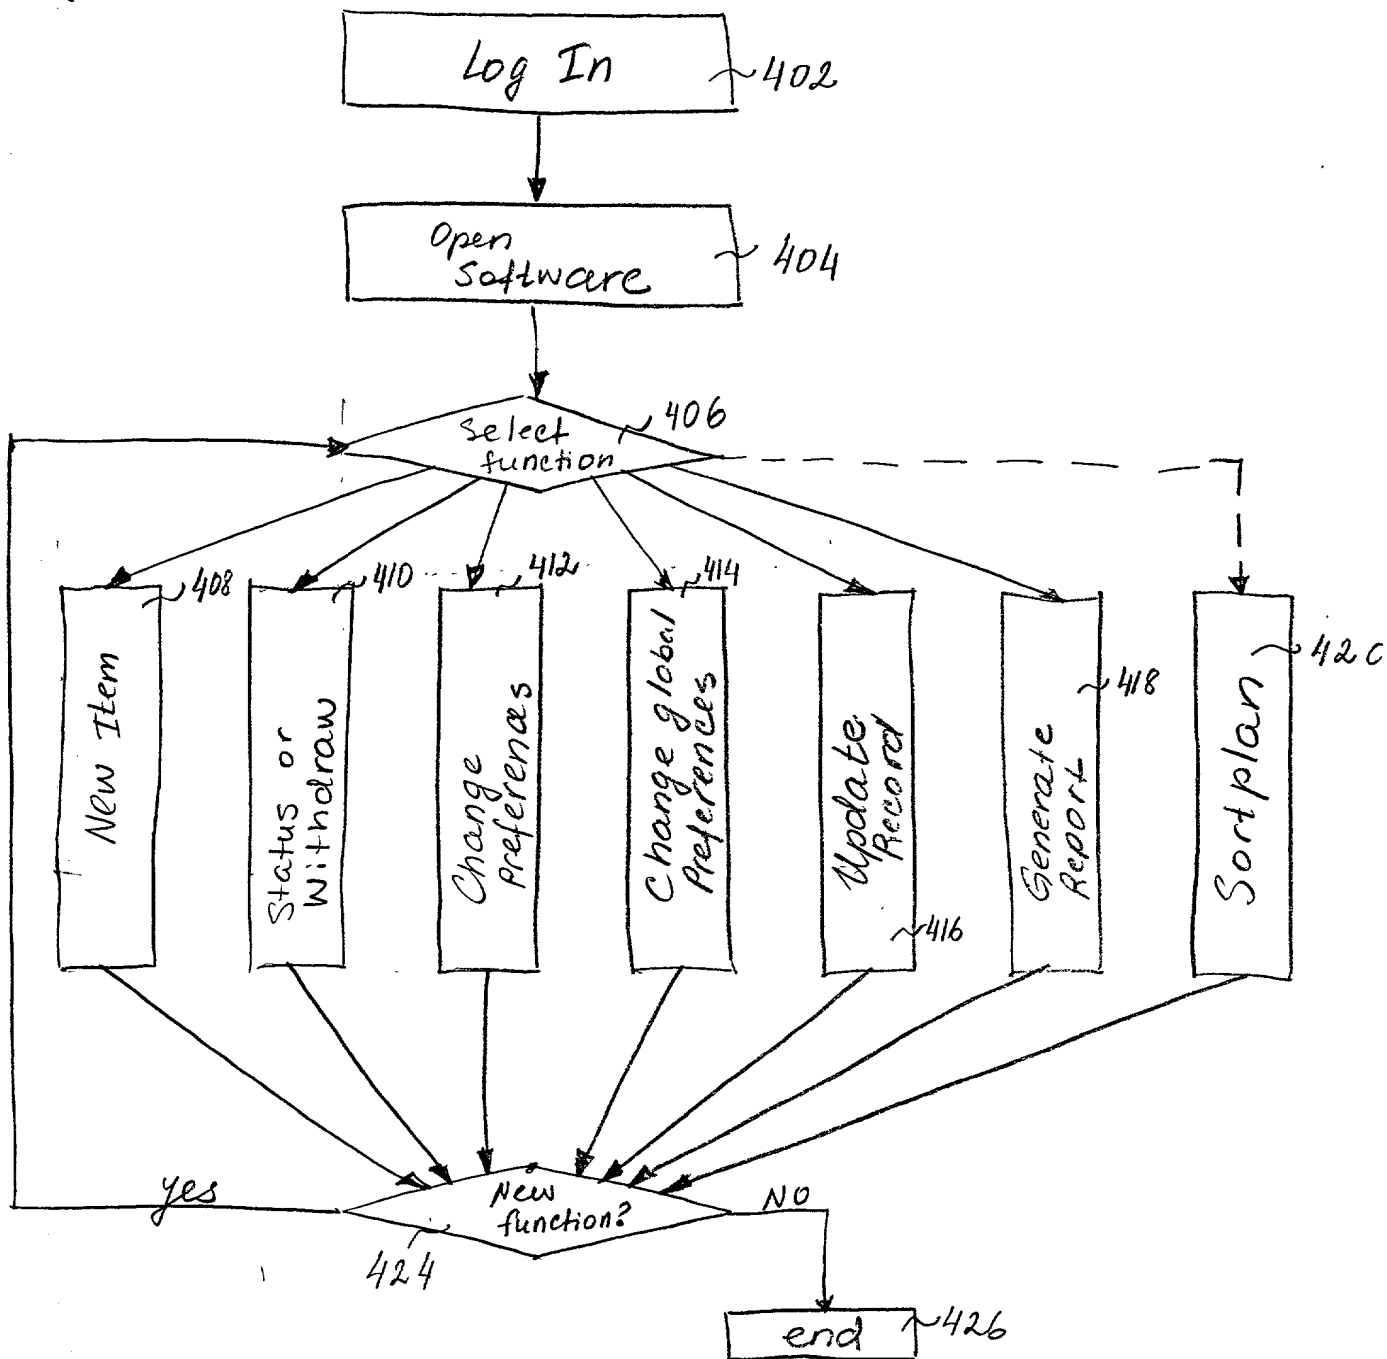 Log In
402
Open
Software
404
Select
function
406
408
410
412
414
New Item
Status or
Withdraw
Change
Preferences
Change global
Preferences
Update
Record
416
Generate
Report
418
Sortplan
420
yes
New
function?
NO
424
end
426